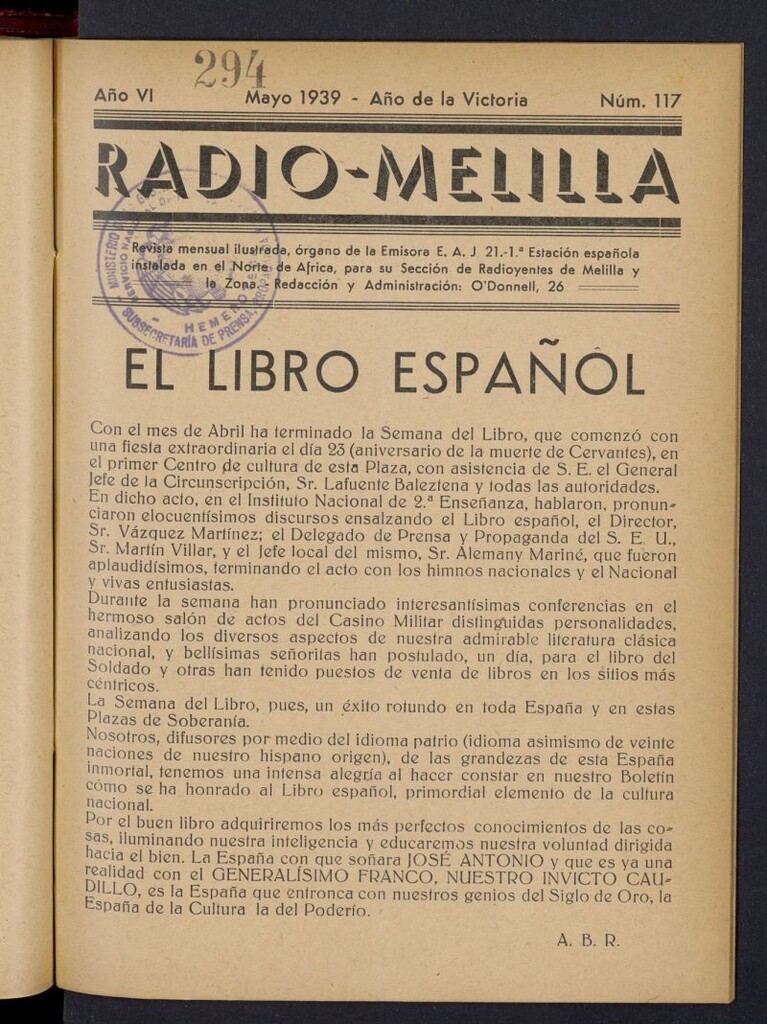 294
Año VI Mayo 1939 - Año de la Victoria Núm. 117
RADIO-MELILLA
Revista mensual ilustrada, órgano de la Emisora E. A. J 21.-1.ª Estación española
instalada en el Norte de Africa, para su Sección de Radioyentes de Melilla y
la Zona. Redacción y Administración: O'Donnell, 26
MINISTERIO
SERVICIO NACIONAL DE
SUBSECRETARÍA DE PRENSA,
HEMERO
EL LIBRO ESPAÑOL
Con el mes de Abril ha terminado la Semana del Libro, que comenzó con
una fiesta extraordinaria el día 23 (aniversario de la muerte de Cervantes), en
el primer Centro de cultura de esta Plaza, con asistencia de S. E. el General
Jefe de la Circunscripción, Sr. Lafuente Baleztena y todas las autoridades.
En dicho acto, en el Instituto Nacional de 2.ª Enseñanza, hablaron, pronun-
ciaron elocuentísimos discursos ensalzando el Libro español, el Director,
Sr. Vázquez Martínez; el Delegado de Prensa y Propaganda del S. E. U.,
Sr. Martín Villar, y el Jefe local del mismo, Sr. Alemany Mariné, que fueron
aplaudidísimos, terminando el acto con los himnos nacionales y el Nacional
y vivas entusiastas.
Durante la semana han pronunciado interesantísimas conferencias en el
hermoso salón de actos del Casino Militar distinguidas personalidades,
analizando los diversos aspectos de nuestra admirable literatura clásica
nacional, y bellísimas señoritas han postulado, un día, para el libro del
Soldado y otras han tenido puestos de venta de libros en los sitios más
céntricos.
La Semana del Libro, pues, un éxito rotundo en toda España y en estas
Plazas de Soberanía.
Nosotros, difusores por medio del idioma patrio (idioma asimismo de veinte
naciones de nuestro hispano origen), de las grandezas de esta España
inmortal, tenemos una intensa alegría al hacer constar en nuestro Boletín
cómo se ha honrado al Libro español, primordial elemento de la cultura
nacional.
Por el buen libro adquiriremos los más perfectos conocimientos de las co-
sas, iluminando nuestra inteligencia y educaremos nuestra voluntad dirigida
hacia el bien. La España con que soñara JOSÉ ANTONIO y que es ya una
realidad con el GENERALÍSIMO FRANCO, NUESTRO INVICTO CAU-
DILLO, es la España que entronca con nuestros genios del Siglo de Oro, la
España de la Cultura la del Poderío.
A. B. R.